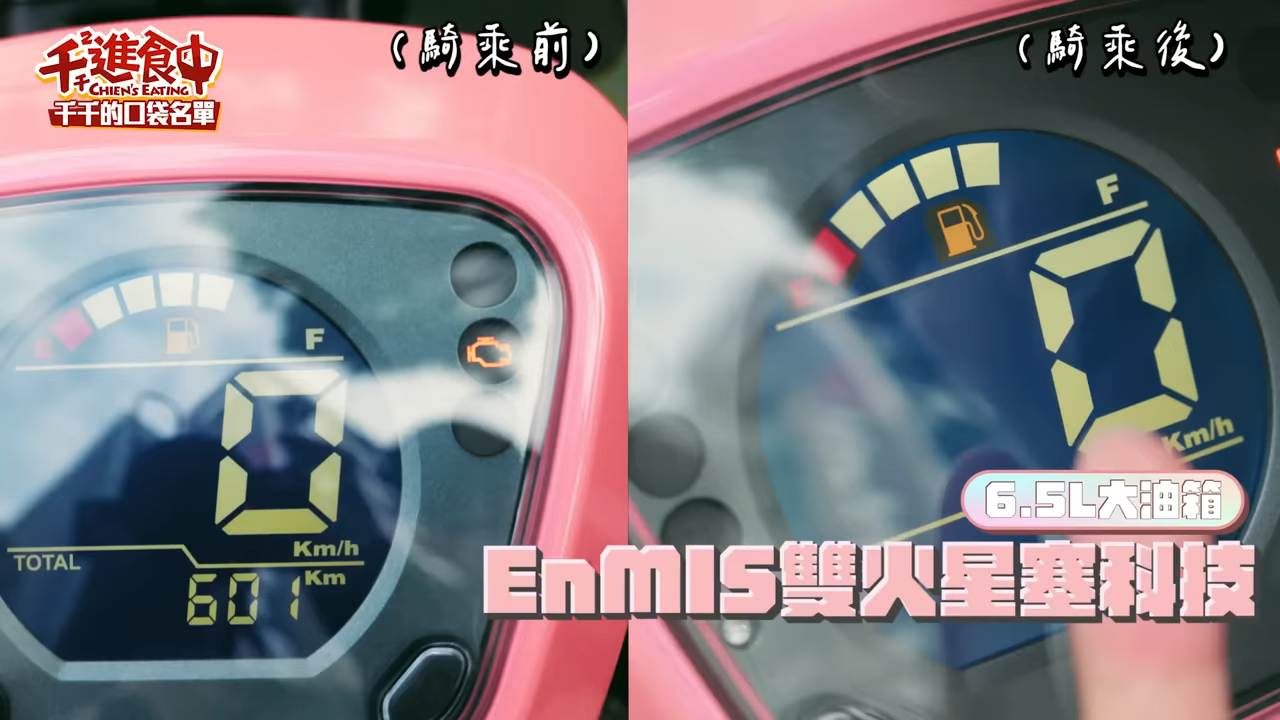 千千進食中
CHIEN'S EATING
千千的口袋名單
(騎乘前)
(騎乘後)
E
F
0
Km/h
TOTAL
601 Km
E
F
0
Km/h
6.5L大油箱
EnMIS雙火星塞科技